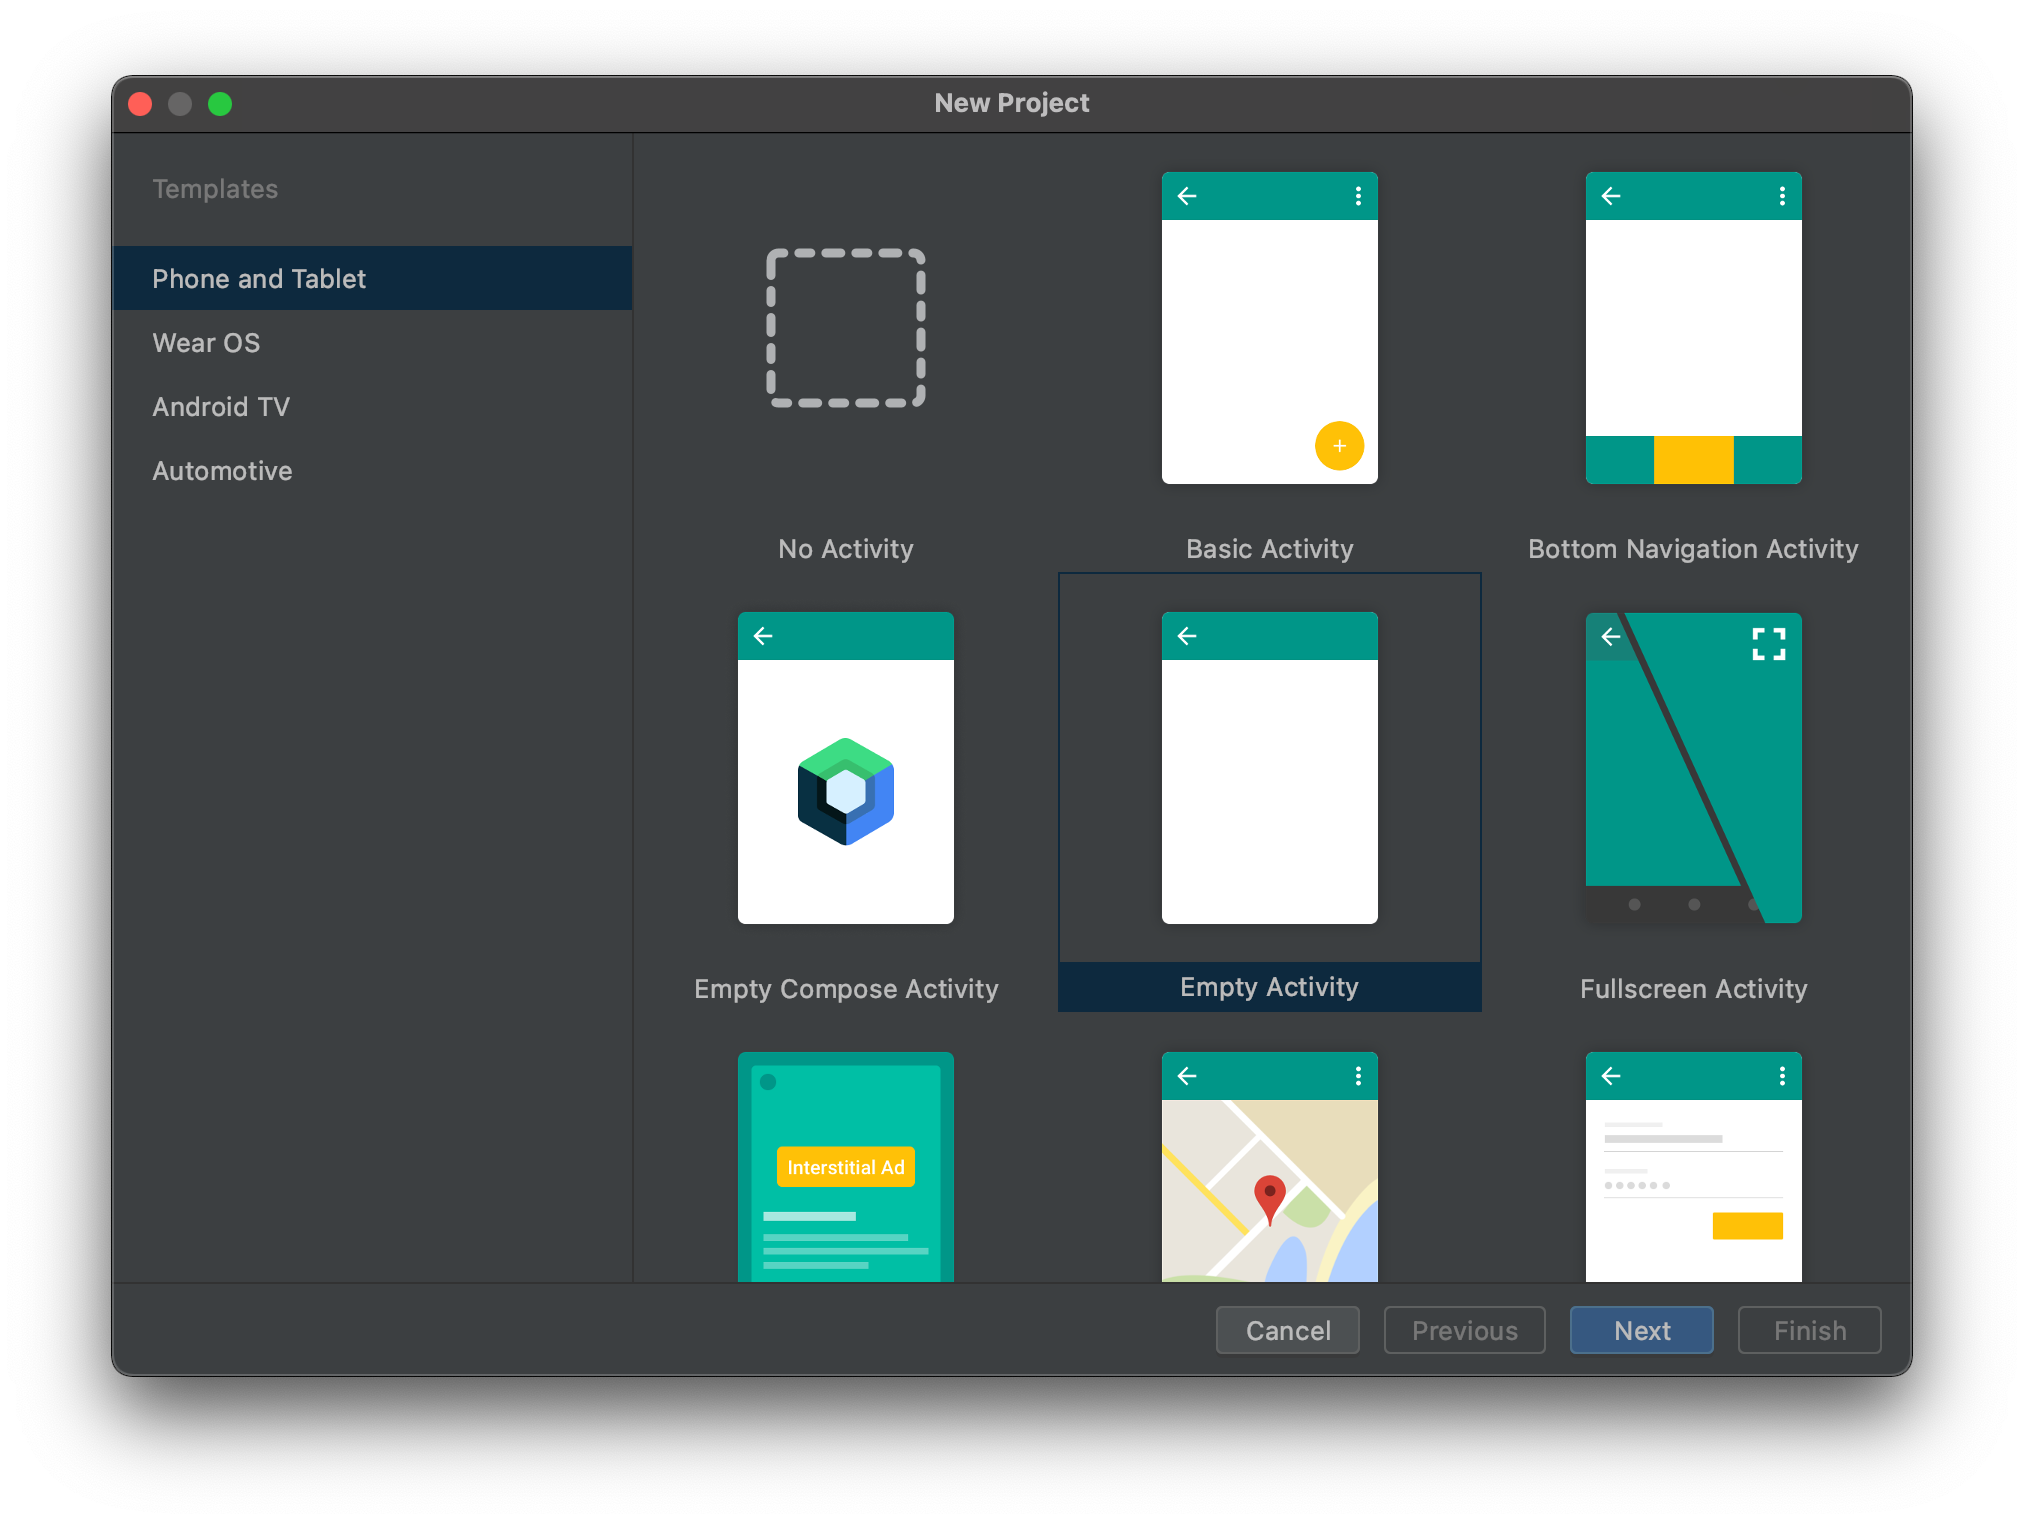 New Project
Templates
Phone and Tablet
Wear OS
Android TV
Automotive
No Activity
Basic Activity
Bottom Navigation Activity
Empty Compose Activity
Empty Activity
Fullscreen Activity
Interstitial Ad
Cancel
Previous
Next
Finish